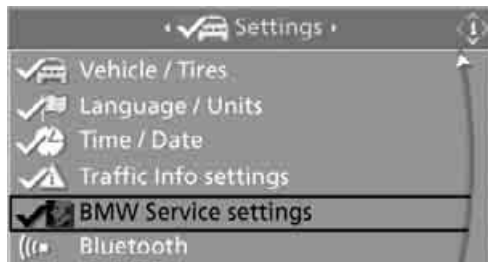 Settings
Vehicle / Tires
Language / Units
Time / Date
Traffic Info settings
BMW Service settings
Bluetooth